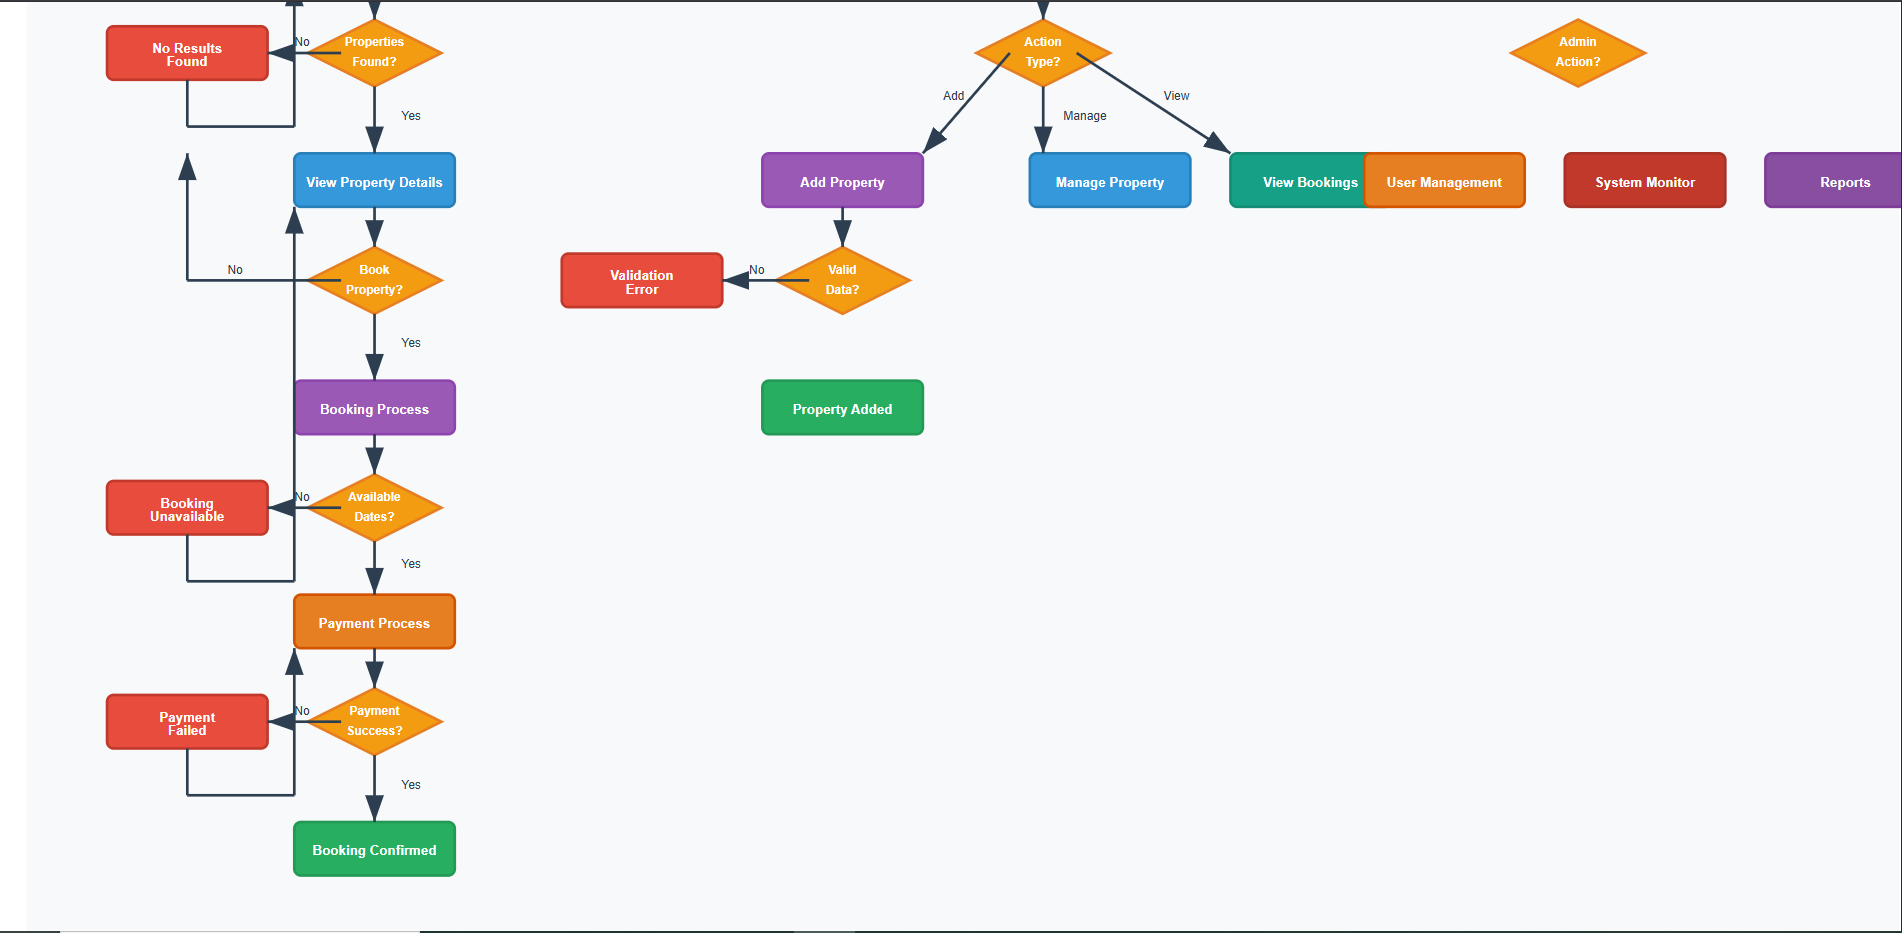 No Results
Found
No
Properties
Found?
Action
Type?
Admin
Action?
Add
View
Yes
Manage
View Property Details
Add Property
Manage Property
View Bookings
User Management
System Monitor
Reports
No
Book
Property?
Validation
Error
No
Valid
Data?
Yes
Booking Process
Property Added
Booking
Unavailable
No
Available
Dates?
Yes
Payment Process
Payment
Failed
No
Payment
Success?
Yes
Booking Confirmed